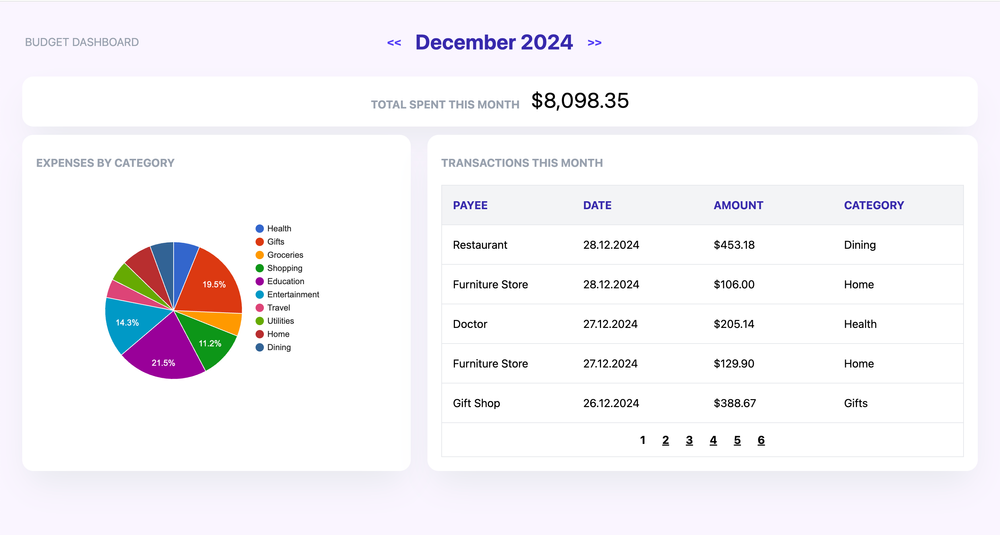 BUDGET DASHBOARD
<< December 2024 >>
TOTAL SPENT THIS MONTH $8,098.35
EXPENSES BY CATEGORY
19.5%
14.3%
11.2%
21.5%
Health
Gifts
Groceries
Shopping
Education
Entertainment
Travel
Utilities
Home
Dining
TRANSACTIONS THIS MONTH
PAYEE DATE AMOUNT CATEGORY
Restaurant 28.12.2024 $453.18 Dining
Furniture Store 28.12.2024 $106.00 Home
Doctor 27.12.2024 $205.14 Health
Furniture Store 27.12.2024 $129.90 Home
Gift Shop 26.12.2024 $388.67 Gifts
1 2 3 4 5 6